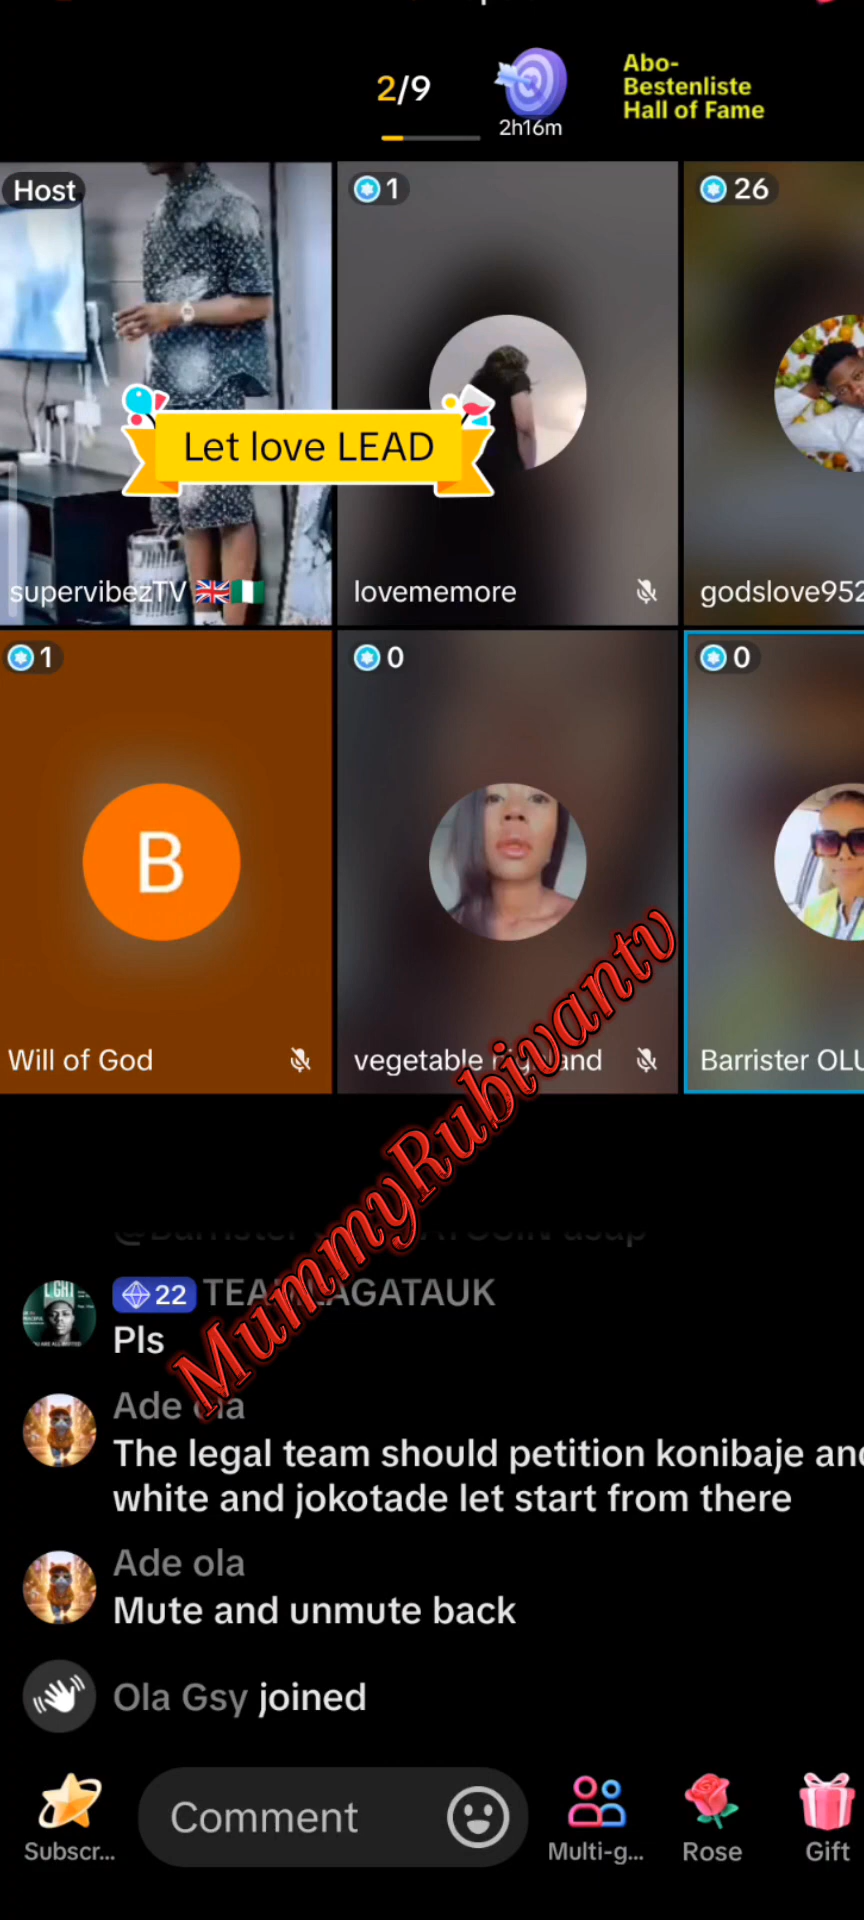 2/9
2h16m
Abo-
Bestenliste
Hall of Fame
Host
1
26
Let love LEAD
supervibezTV
lovememore
godslove952
1
0
0
B
Will of God
vegetable
Barrister OLU
MummyRubivantv
22
Pls
Ade ola
The legal team should petition konibaje and
white and jokotade let start from there
Ade ola
Mute and unmute back
Ola Gsy joined
Comment
Subscr...
Multi-g...
Rose
Gift